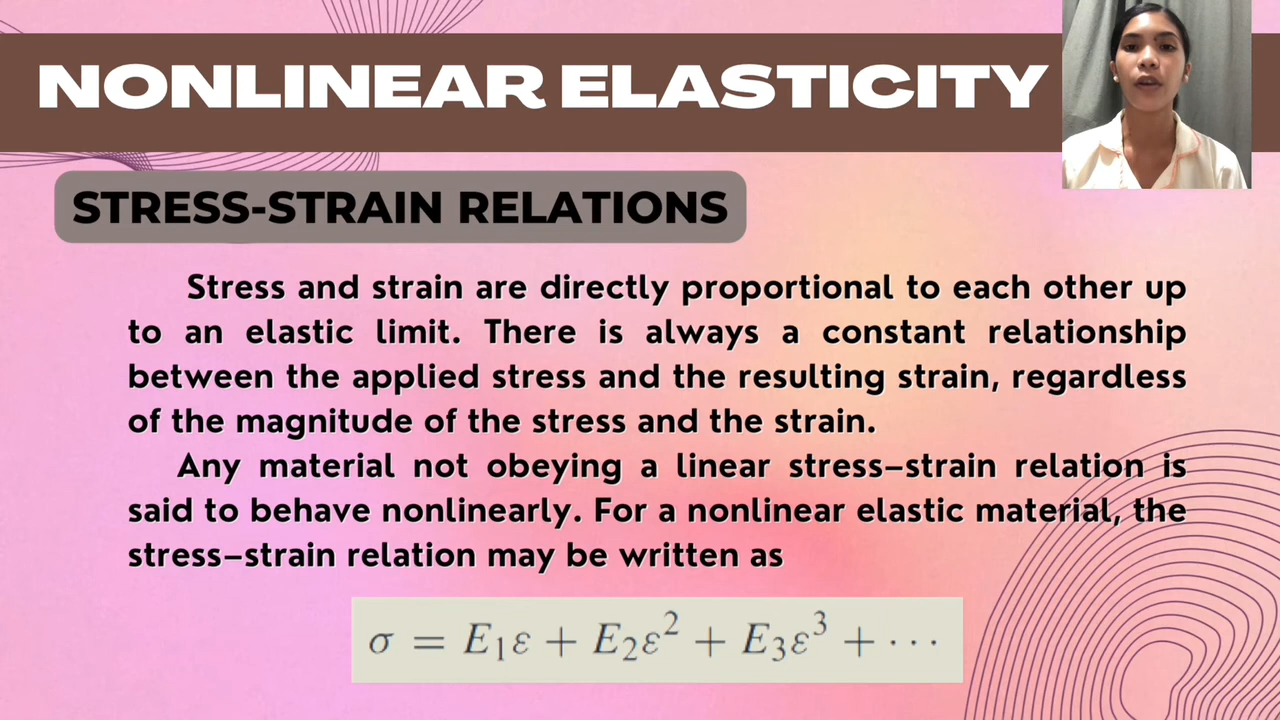 NONLINEAR ELASTICITY
STRESS-STRAIN RELATIONS
Stress and strain are directly proportional to each other up
to an elastic limit. There is always a constant relationship
between the applied stress and the resulting strain, regardless
of the magnitude of the stress and the strain.
Any material not obeying a linear stress–strain relation is
said to behave nonlinearly. For a nonlinear elastic material, the
stress–strain relation may be written as
σ = E₁ε + E₂ε² + E₃ε³ + ⋯